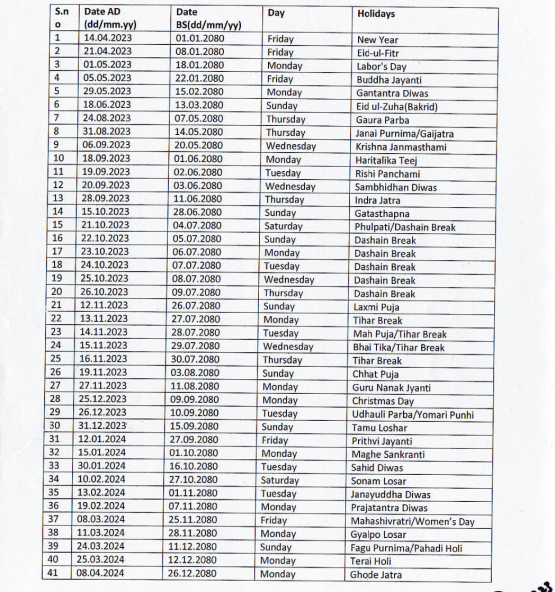 S.n Date AD Date Day Holidays
o (dd/mm.yy) BS(dd/mm/yy)
1 14.04.2023 01.01.2080 Friday New Year
2 21.04.2023 08.01.2080 Friday Eid-ul-Fitr
3 01.05.2023 18.01.2080 Monday Labor's Day
4 05.05.2023 22.01.2080 Friday Buddha Jayanti
5 29.05.2023 15.02.2080 Monday Gantantra Diwas
6 18.06.2023 13.03.2080 Sunday Eid ul-Zuha(Bakrid)
7 24.08.2023 07.05.2080 Thursday Gaura Parba
8 31.08.2023 14.05.2080 Thursday Janai Purnima/Gaijatra
9 06.09.2023 20.05.2080 Wednesday Krishna Janmasthami
10 18.09.2023 01.06.2080 Monday Haritalika Teej
11 19.09.2023 02.06.2080 Tuesday Rishi Panchami
12 20.09.2023 03.06.2080 Wednesday Sambhidhan Diwas
13 28.09.2023 11.06.2080 Thursday Indra Jatra
14 15.10.2023 28.06.2080 Sunday Gatasthapna
15 21.10.2023 04.07.2080 Saturday Phulpati/Dashain Break
16 22.10.2023 05.07.2080 Sunday Dashain Break
17 23.10.2023 06.07.2080 Monday Dashain Break
18 24.10.2023 07.07.2080 Tuesday Dashain Break
19 25.10.2023 08.07.2080 Wednesday Dashain Break
20 26.10.2023 09.07.2080 Thursday Dashain Break
21 12.11.2023 26.07.2080 Sunday Laxmi Puja
22 13.11.2023 27.07.2080 Monday Tihar Break
23 14.11.2023 28.07.2080 Tuesday Mah Puja/Tihar Break
24 15.11.2023 29.07.2080 Wednesday Bhai Tika/Tihar Break
25 16.11.2023 30.07.2080 Thursday Tihar Break
26 19.11.2023 03.08.2080 Sunday Chhat Puja
27 27.11.2023 11.08.2080 Monday Guru Nanak Jyanti
28 25.12.2023 09.09.2080 Monday Christmas Day
29 26.12.2023 10.09.2080 Tuesday Udhauli Parba/Yomari Punhi
30 31.12.2023 15.09.2080 Sunday Tamu Loshar
31 12.01.2024 27.09.2080 Friday Prithvi Jayanti
32 15.01.2024 01.10.2080 Monday Maghe Sankranti
33 30.01.2024 16.10.2080 Tuesday Sahid Diwas
34 10.02.2024 27.10.2080 Saturday Sonam Losar
35 13.02.2024 01.11.2080 Tuesday Janayuddha Diwas
36 19.02.2024 07.11.2080 Monday Prajatantra Diwas
37 08.03.2024 25.11.2080 Friday Mahashivratri/Women's Day
38 11.03.2024 28.11.2080 Monday Gyalpo Losar
39 24.03.2024 11.12.2080 Sunday Fagu Purnima/Pahadi Holi
40 25.03.2024 12.12.2080 Monday Terai Holi
41 08.04.2024 26.12.2080 Monday Ghode Jatra